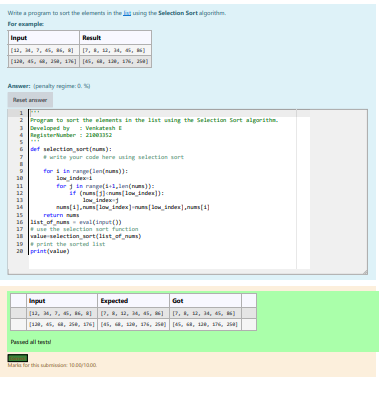 Write a program to sort the elements in the list using the Selection Sort algorithm.
For example:
Input Result
[12, 34, 7, 45, 86, 8] [7, 8, 12, 34, 45, 86]
[120, 45, 68, 250, 176] [45, 68, 120, 176, 250]
Answer: (penalty regime: 0 %)
Reset answer
1 '''
2 Program to sort the elements in the list using the Selection Sort algorithm.
3 Developed by : Venkatesh E
4 RegisterNumber : 21003352
5 '''
6 def selection_sort(nums):
7 # write your code here using selection sort
8
9 for i in range(len(nums)):
10 low_index=i
11 for j in range(i+1,len(nums)):
12 if (nums[j]<nums[low_index]):
13 low_index=j
14 nums[i],nums[low_index]=nums[low_index],nums[i]
15 return nums
16 list_of_nums = eval(input())
17 # use the selection sort function
18 value=selection_sort(list_of_nums)
19 # print the sorted list
20 print(value)
Input Expected Got
[12, 34, 7, 45, 86, 8] [7, 8, 12, 34, 45, 86] [7, 8, 12, 34, 45, 86]
[120, 45, 68, 250, 176] [45, 68, 120, 176, 250] [45, 68, 120, 176, 250]
Passed all tests!
Marks for this submission: 10.00/10.00.